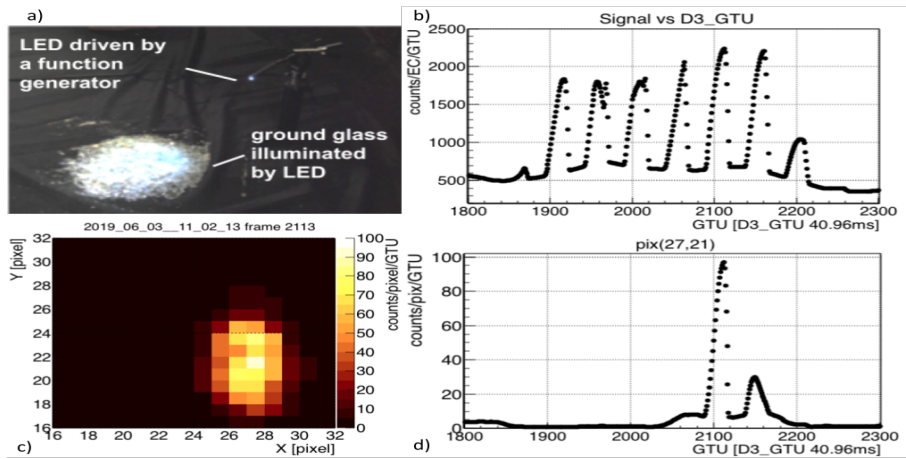 a)
LED driven by
a function
generator
ground glass
illuminated
by LED
b)
Signal vs D3_GTU
counts/EC/GTU
2500
2000
1500
1000
500
1800 1900 2000 2100 2200 2300
GTU [D3_GTU 40.96ms]
2019_06_03__11_02_13 frame 2113
Y [pixel]
32
30
28
26
24
22
20
18
16
16 18 20 22 24 26 28 30 32
X [pixel]
100
90
80
70
60
50
40
30
20
10
0
counts/pixel/GTU
c)
pix(27,21)
counts/pix/GTU
100
80
60
40
20
0
1800 1900 2000 2100 2200 2300
GTU [D3_GTU 40.96ms]
d)